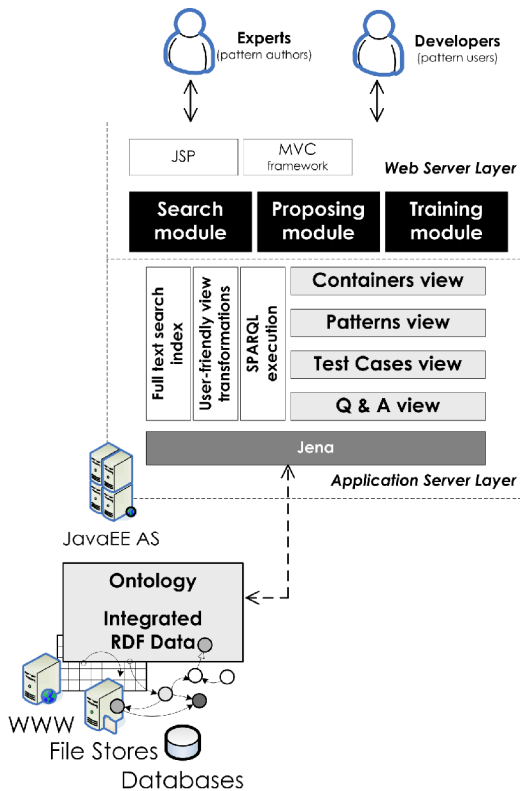 Experts
(pattern authors)
Developers
(pattern users)
JSP
MVC
framework
Web Server Layer
Search
module
Proposing
module
Training
module
Full text search
index
User-friendly view
transformations
SPARQL
execution
Containers view
Patterns view
Test Cases view
Q & A view
Jena
Application Server Layer
JavaEE AS
Ontology
Integrated
RDF Data
WWW
File Stores
Databases